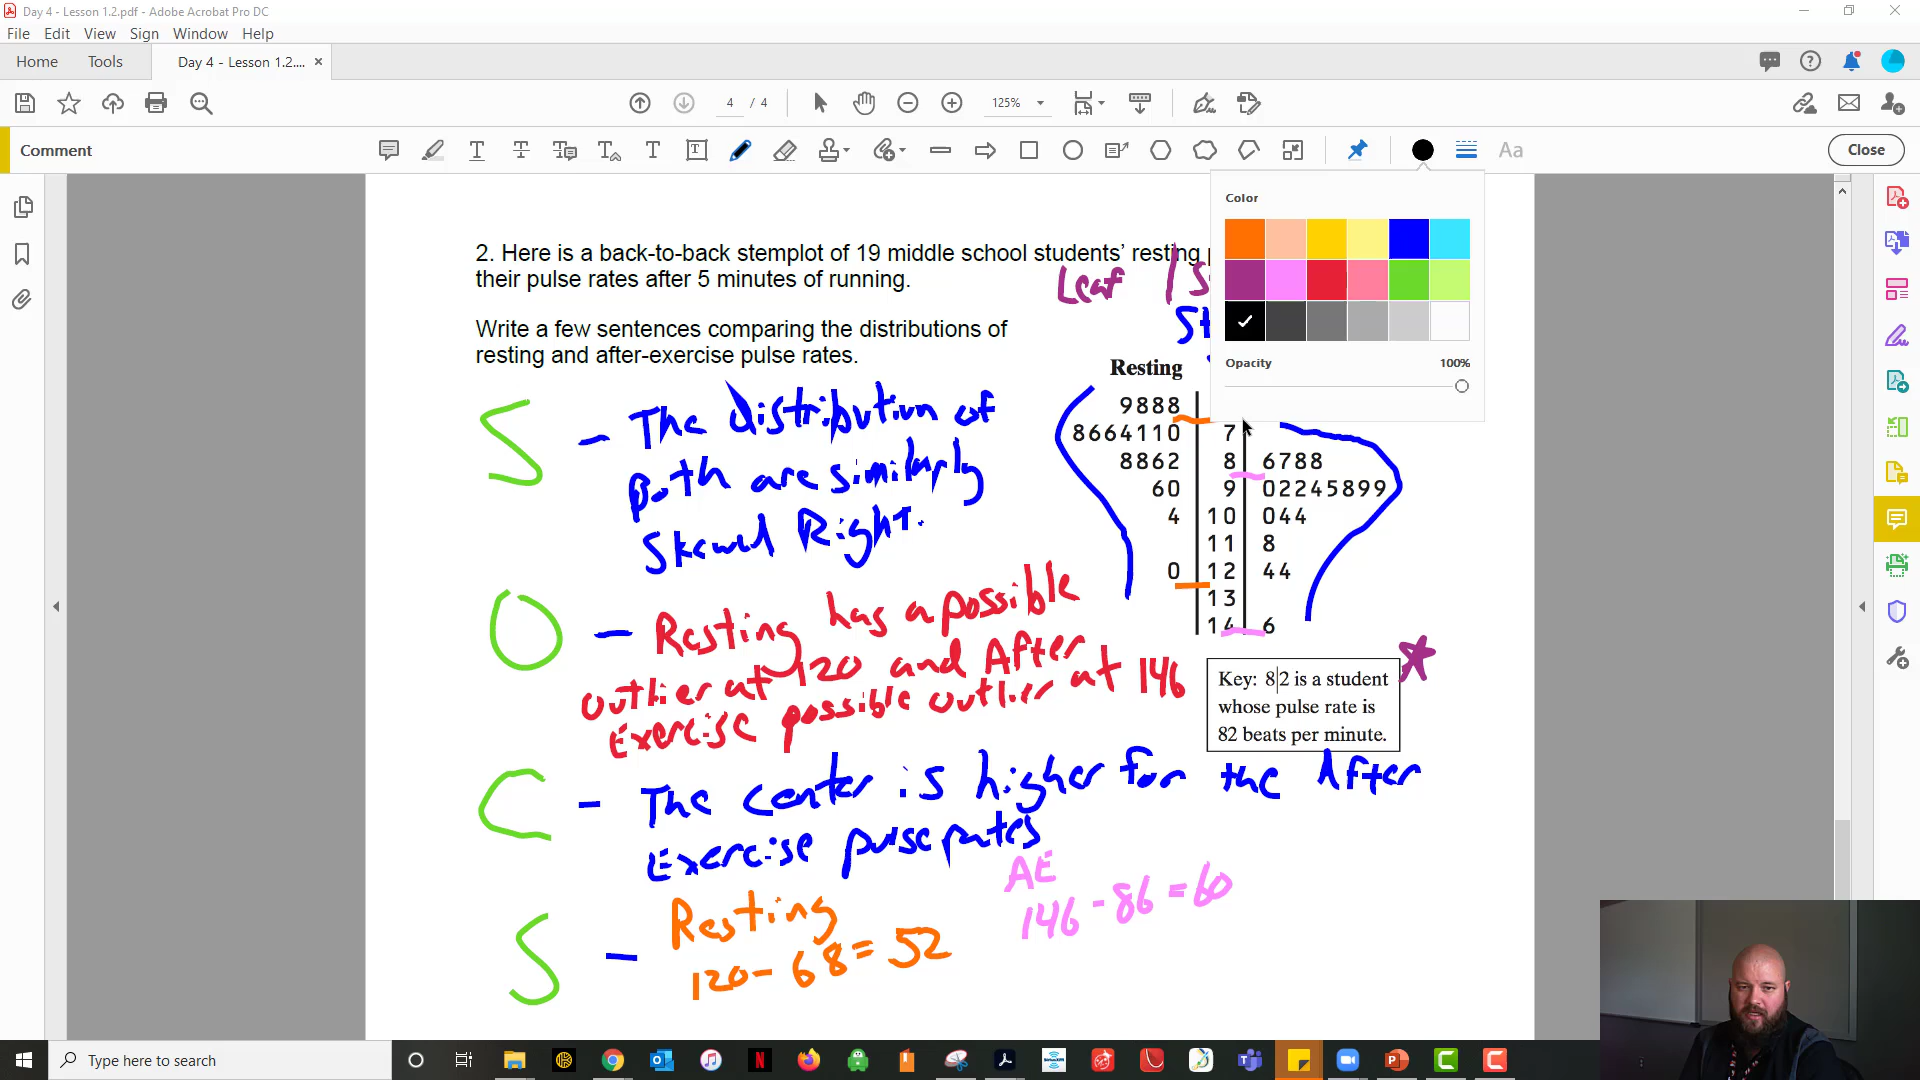 Day 4 - Lesson 1.2.pdf - Adobe Acrobat Pro DC
File Edit View Sign Window Help
Home Tools Day 4 - Lesson 1.2.... ×
4 / 4 125%
Comment
Aa
Close
Color
Opacity 100%
2. Here is a back-to-back stemplot of 19 middle school students’ resting
their pulse rates after 5 minutes of running.
Leaf
Write a few sentences comparing the distributions of
resting and after-exercise pulse rates.
St
Resting
9888
8664110 7
8862 8 6788
60 9 02245899
4 10 044
11 8
0 12 44
13
14 6
Key: 8|2 is a student
whose pulse rate is
82 beats per minute.
S - The distribution of
both are similarly
Skewed Right.
O - Resting has a possible
outlier at 120 and After
Exercise possible outlier at 146
C - The center is higher for the After
Exercise pulse rates
S - Resting
120 - 68 = 52
AE
146 - 86 = 60
Type here to search